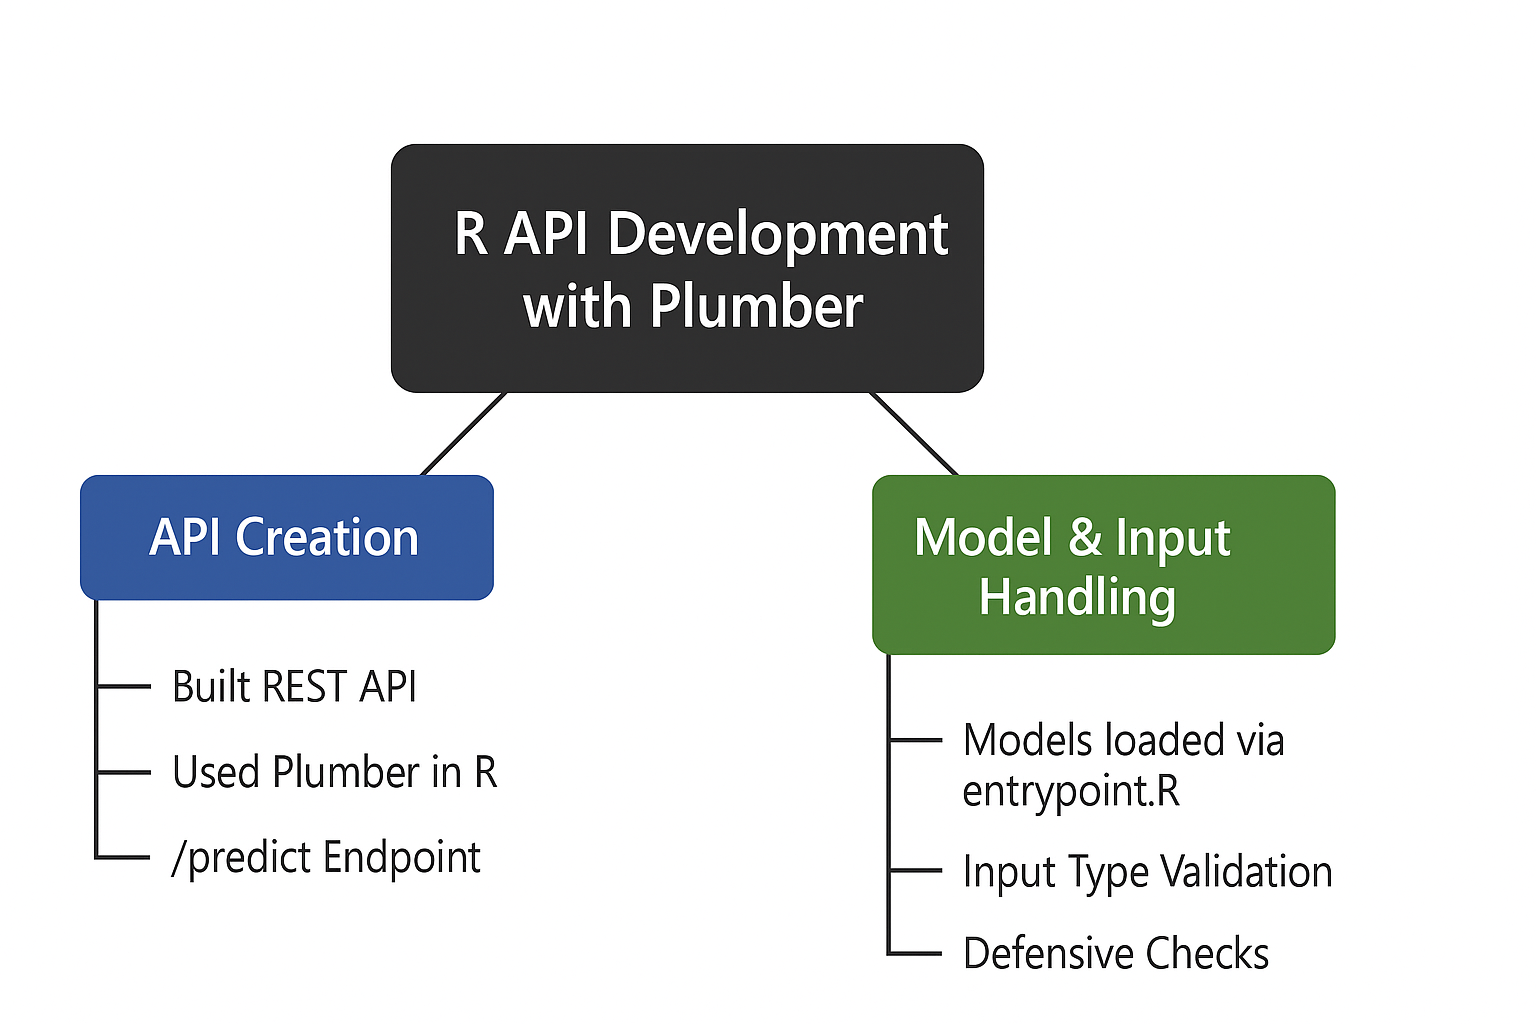 R API Development
with Plumber
API Creation
Built REST API
Used Plumber in R
/predict Endpoint
Model & Input
Handling
Models loaded via
entrypoint.R
Input Type Validation
Defensive Checks